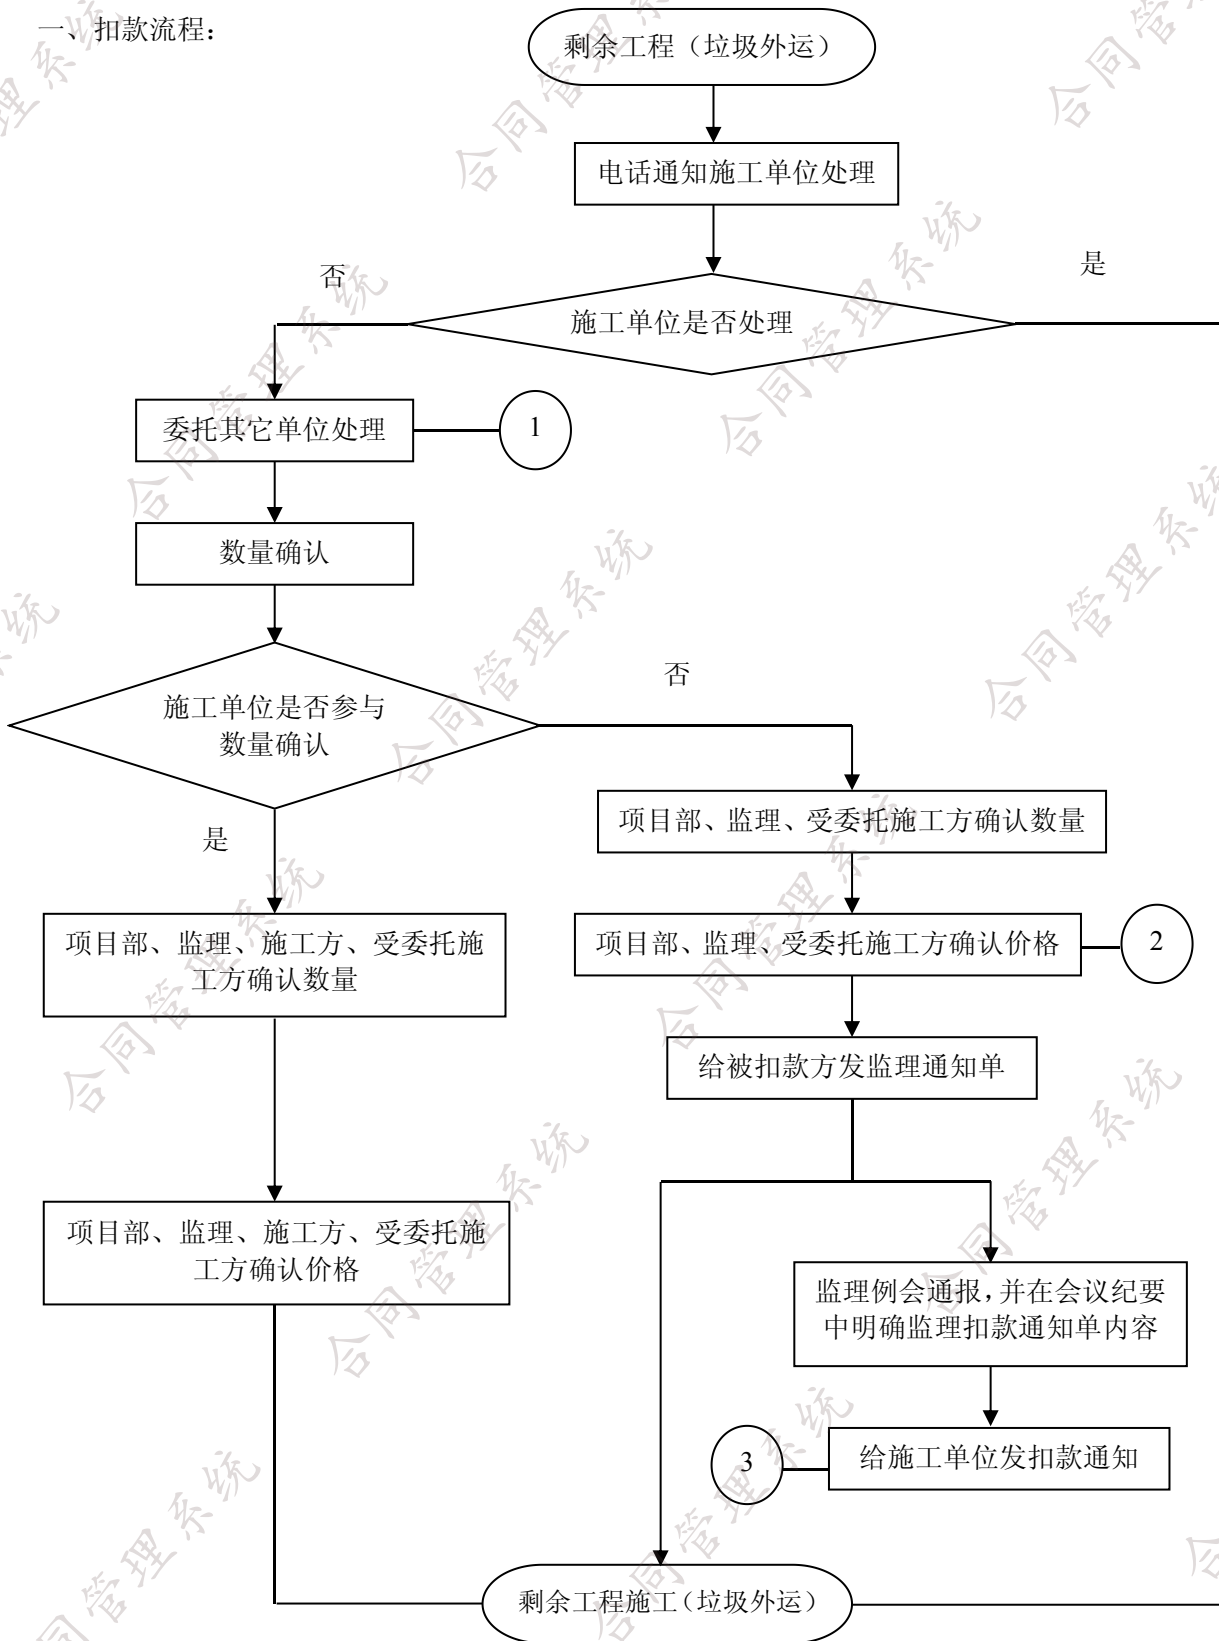 一、扣款流程：
剩余工程（垃圾外运）
电话通知施工单位处理
否
是
施工单位是否处理
委托其它单位处理
1
数量确认
施工单位是否参与
数量确认
否
是
项目部、监理、受委托施工方确认数量
项目部、监理、施工方、受委托施
工方确认数量
项目部、监理、受委托施工方确认价格
2
给被扣款方发监理通知单
项目部、监理、施工方、受委托施
工方确认价格
监理例会通报，并在会议纪要
中明确监理扣款通知单内容
3
给施工单位发扣款通知
剩余工程施工（垃圾外运）
合同管理系统